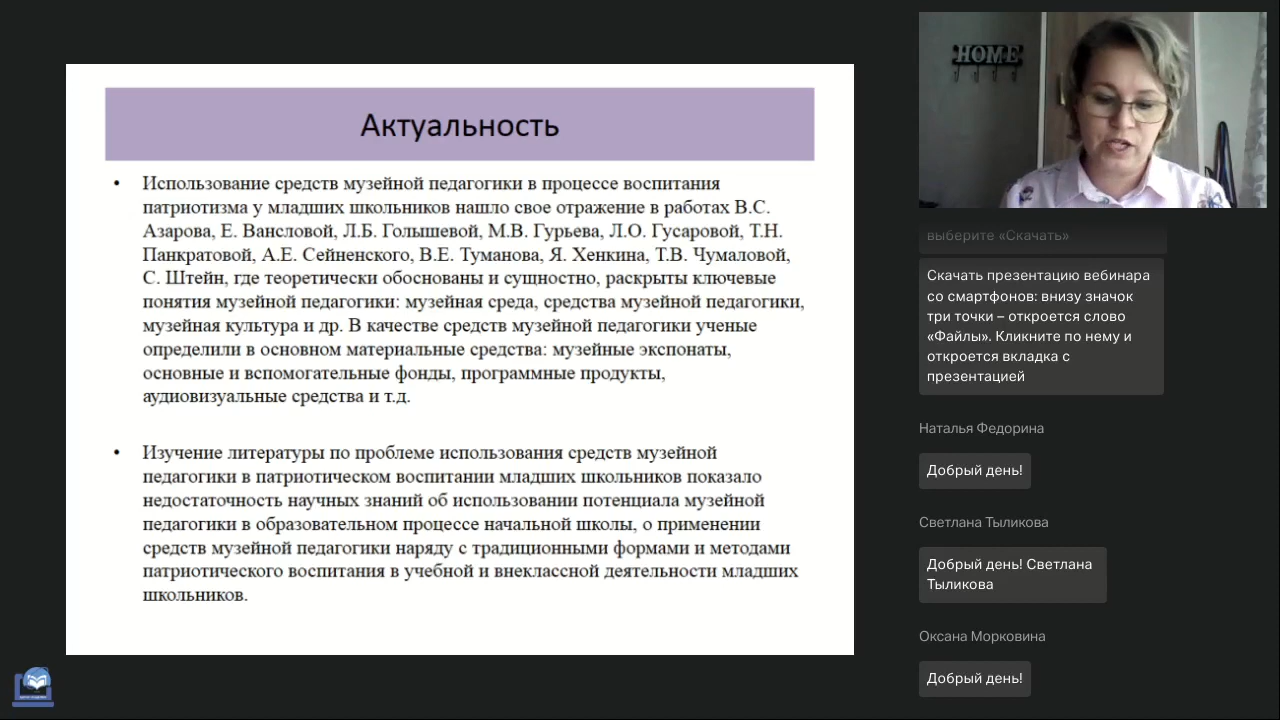 Актуальность
• Использование средств музейной педагогики в процессе воспитания
патриотизма у младших школьников нашло свое отражение в работах В.С.
Азарова, Е. Вансловой, Л.Б. Голышевой, М.В. Гурьева, Л.О. Гусаровой, Т.Н.
Панкратовой, А.Е. Сейненского, В.Е. Туманова, Я. Хенкина, Т.В. Чумаловой,
С. Штейн, где теоретически обоснованы и сущностно, раскрыты ключевые
понятия музейной педагогики: музейная среда, средства музейной педагогики,
музейная культура и др. В качестве средств музейной педагогики ученые
определили в основном материальные средства: музейные экспонаты,
основные и вспомогательные фонды, программные продукты,
аудиовизуальные средства и т.д.
• Изучение литературы по проблеме использования средств музейной
педагогики в патриотическом воспитании младших школьников показало
недостаточность научных знаний об использовании потенциала музейной
педагогики в образовательном процессе начальной школы, о применении
средств музейной педагогики наряду с традиционными формами и методами
патриотического воспитания в учебной и внеклассной деятельности младших
школьников.
HOME
выберите «Скачать»
Скачать презентацию вебинара
со смартфонов: внизу значок
три точки – откроется слово
«Файлы». Кликните по нему и
откроется вкладка с
презентацией
Наталья Федорина
Добрый день!
Светлана Тыликова
Добрый день! Светлана
Тыликова
Оксана Морковина
Добрый день!